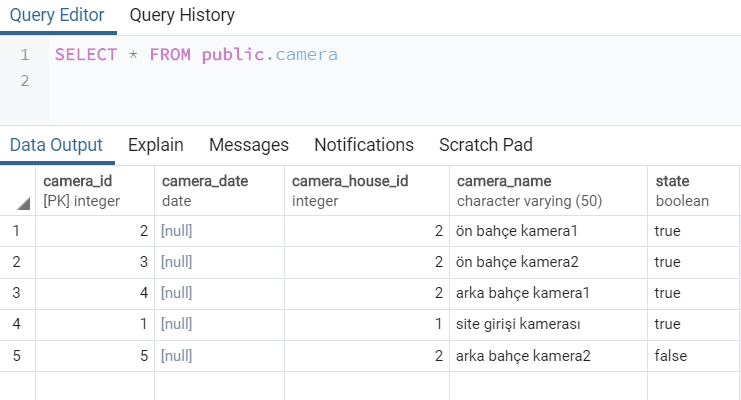 Query Editor Query History
1 SELECT * FROM public.camera
2
Data Output Explain Messages Notifications Scratch Pad
camera_id camera_date camera_house_id camera_name state
[PK] integer date integer character varying (50) boolean
1 2 [null] 2 ön bahçe kamera1 true
2 3 [null] 2 ön bahçe kamera2 true
3 4 [null] 2 arka bahçe kamera1 true
4 1 [null] 1 site girişi kamerası true
5 5 [null] 2 arka bahçe kamera2 false